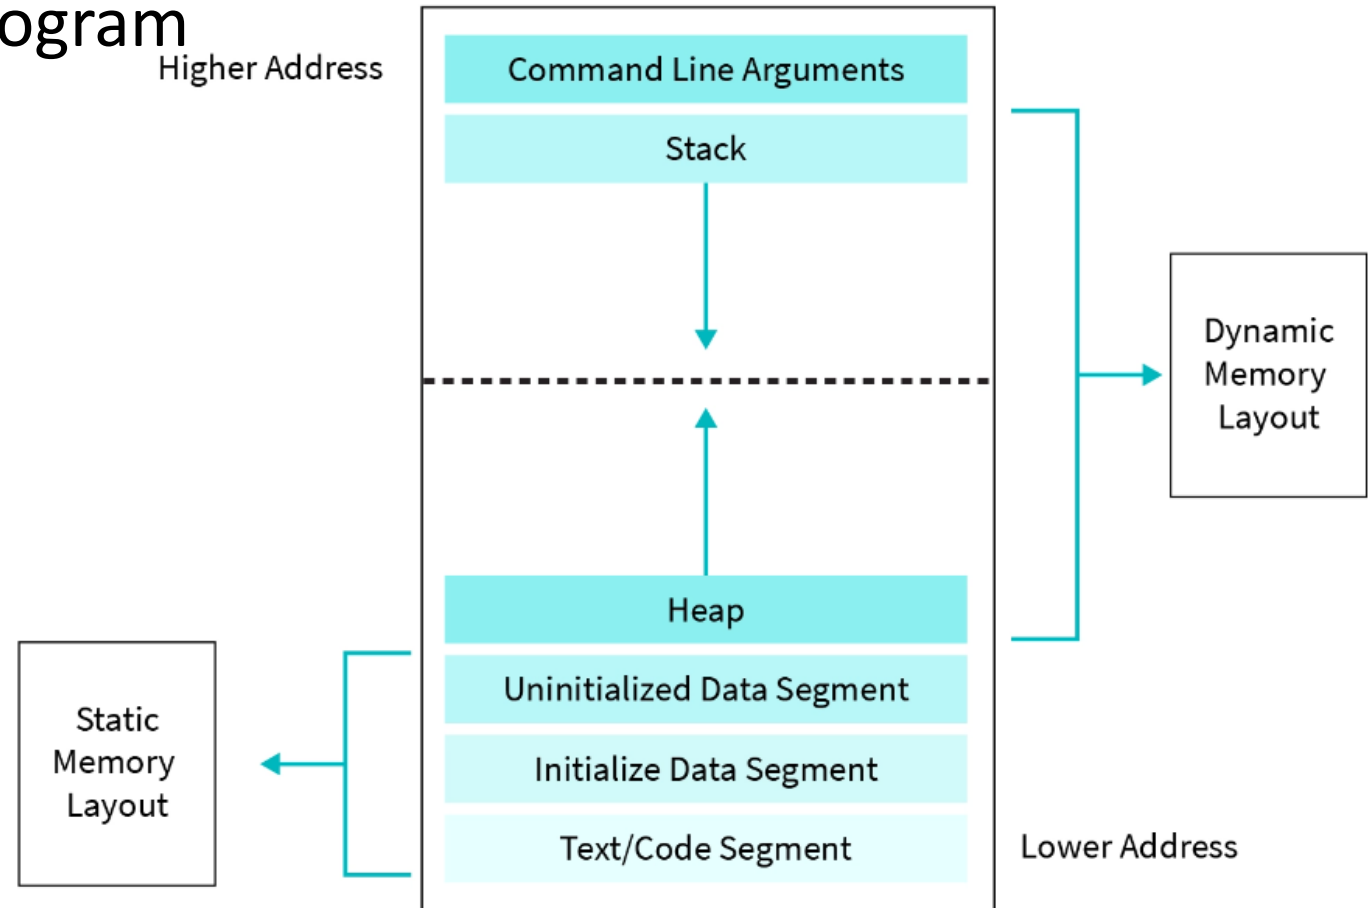 ogram
Higher Address
Command Line Arguments
Stack
Dynamic
Memory
Layout
Heap
Uninitialized Data Segment
Static
Memory
Layout
Initialize Data Segment
Text/Code Segment
Lower Address